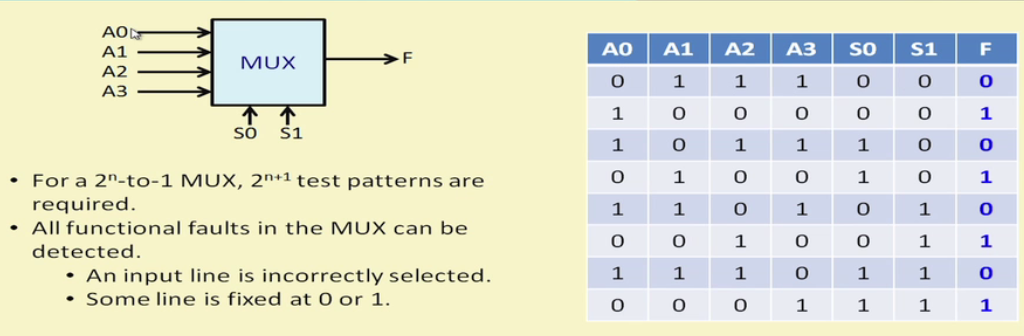 A0
A1
A2
A3
MUX
F
S0 S1
• For a 2ⁿ-to-1 MUX, 2ⁿ⁺¹ test patterns are
required.
• All functional faults in the MUX can be
detected.
• An input line is incorrectly selected.
• Some line is fixed at 0 or 1.
A0 A1 A2 A3 S0 S1 F
0 1 1 1 0 0 0
1 0 0 0 0 0 1
1 0 1 1 1 0 0
0 1 0 0 1 0 1
1 1 0 1 0 1 0
0 0 1 0 0 1 1
1 1 1 0 1 1 0
0 0 0 1 1 1 1